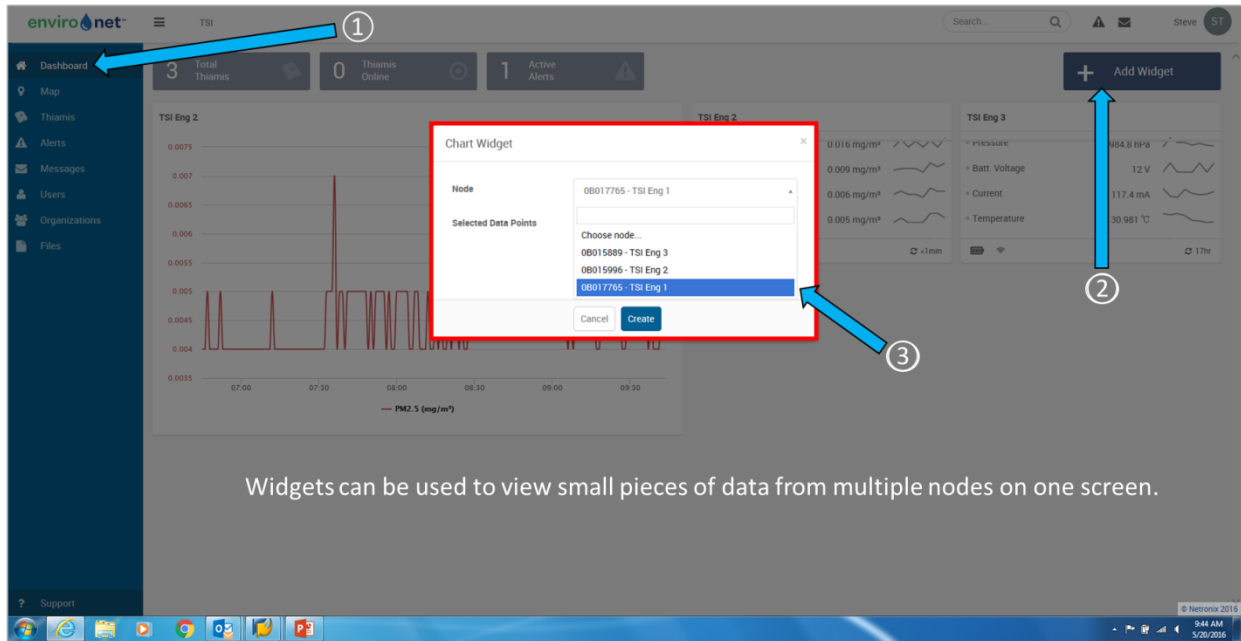 enviro net™
TSI
①
Search...
Steve
ST
Dashboard
Map
Thiamis
Alerts
Messages
Users
Organizations
Files
? Support
3 Total Thiamis
0 Thiamis Online
1 Active Alerts
+ Add Widget
TSI Eng 2
0.0075
0.007
0.0065
0.006
0.0055
0.005
0.0045
0.004
0.0035
07:00 07:30 08:00 08:30 09:00 09:30
PM2.5 (mg/m³)
Chart Widget ×
Node
0B017765 - TSI Eng 1
Selected Data Points
Choose node...
0B015889 - TSI Eng 3
0B015996 - TSI Eng 2
0B017765 - TSI Eng 1
Cancel
Create
③
TSI Eng 2
0.016 mg/m³
0.009 mg/m³
0.006 mg/m³
0.005 mg/m³
<1min
TSI Eng 3
Pressure 984.8 hPa
Batt. Voltage 12 V
Current 117.4 mA
Temperature 30.981 °C
17hr
②
Widgets can be used to view small pieces of data from multiple nodes on one screen.
© Netronix 2016
9:44 AM
5/20/2016